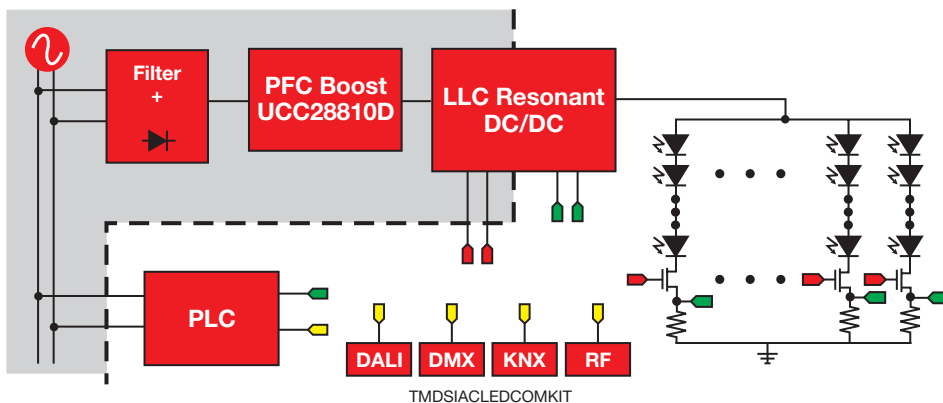 Filter
+
PFC Boost
UCC28810D
LLC Resonant
DC/DC
PLC
DALI
DMX
KNX
RF
TMDSIACLEDCOMKIT